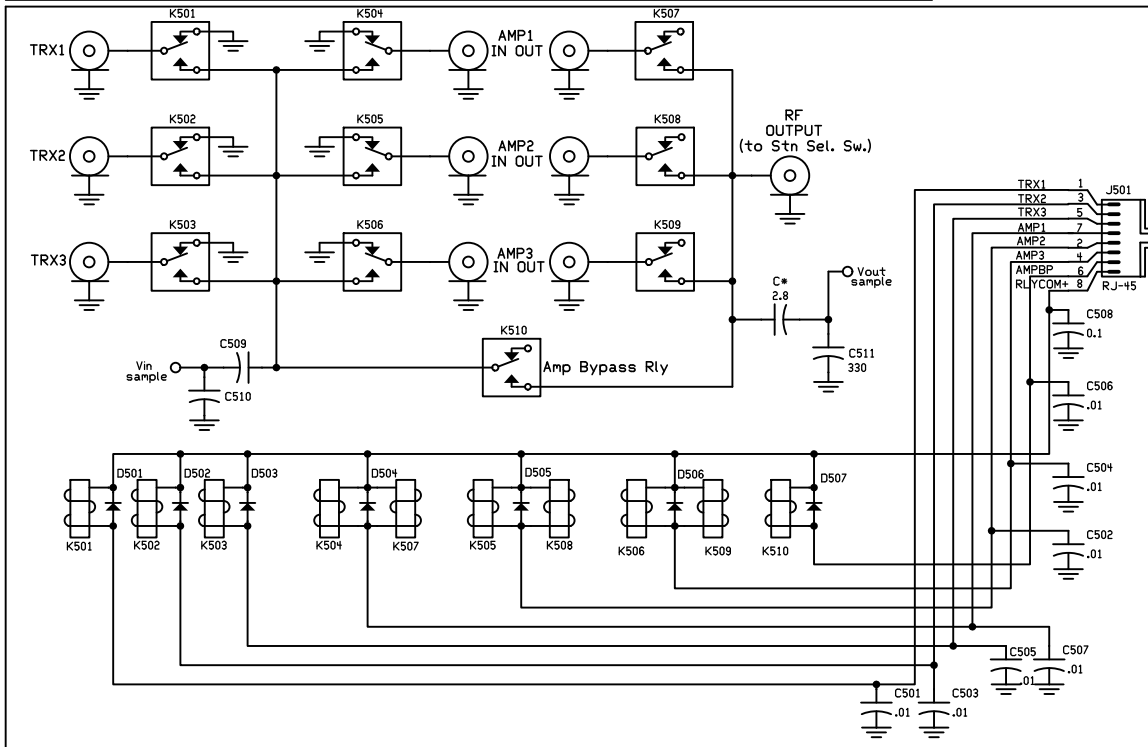 K501
K504
K507
TRX1
AMP1
IN OUT
K502
K505
K508
TRX2
AMP2
IN OUT
RF
OUTPUT
(to Stn Sel. Sw.)
K503
K506
K509
TRX3
AMP3
IN OUT
TRX1 1
TRX2 3
TRX3 5
AMP1 7
AMP2 2
AMP3 4
AMPBP 6
RLYCOM+ 8
J501
RJ-45
C*
2.8
Vout
sample
C511
330
K510
Amp Bypass Rly
Vin
sample
C509
C510
C508
0.1
C506
.01
C504
.01
C502
.01
D501
D502
D503
D504
D505
D506
D507
K501
K502
K503
K504
K507
K505
K508
K506
K509
K510
C505
.01
C507
.01
C501
.01
C503
.01